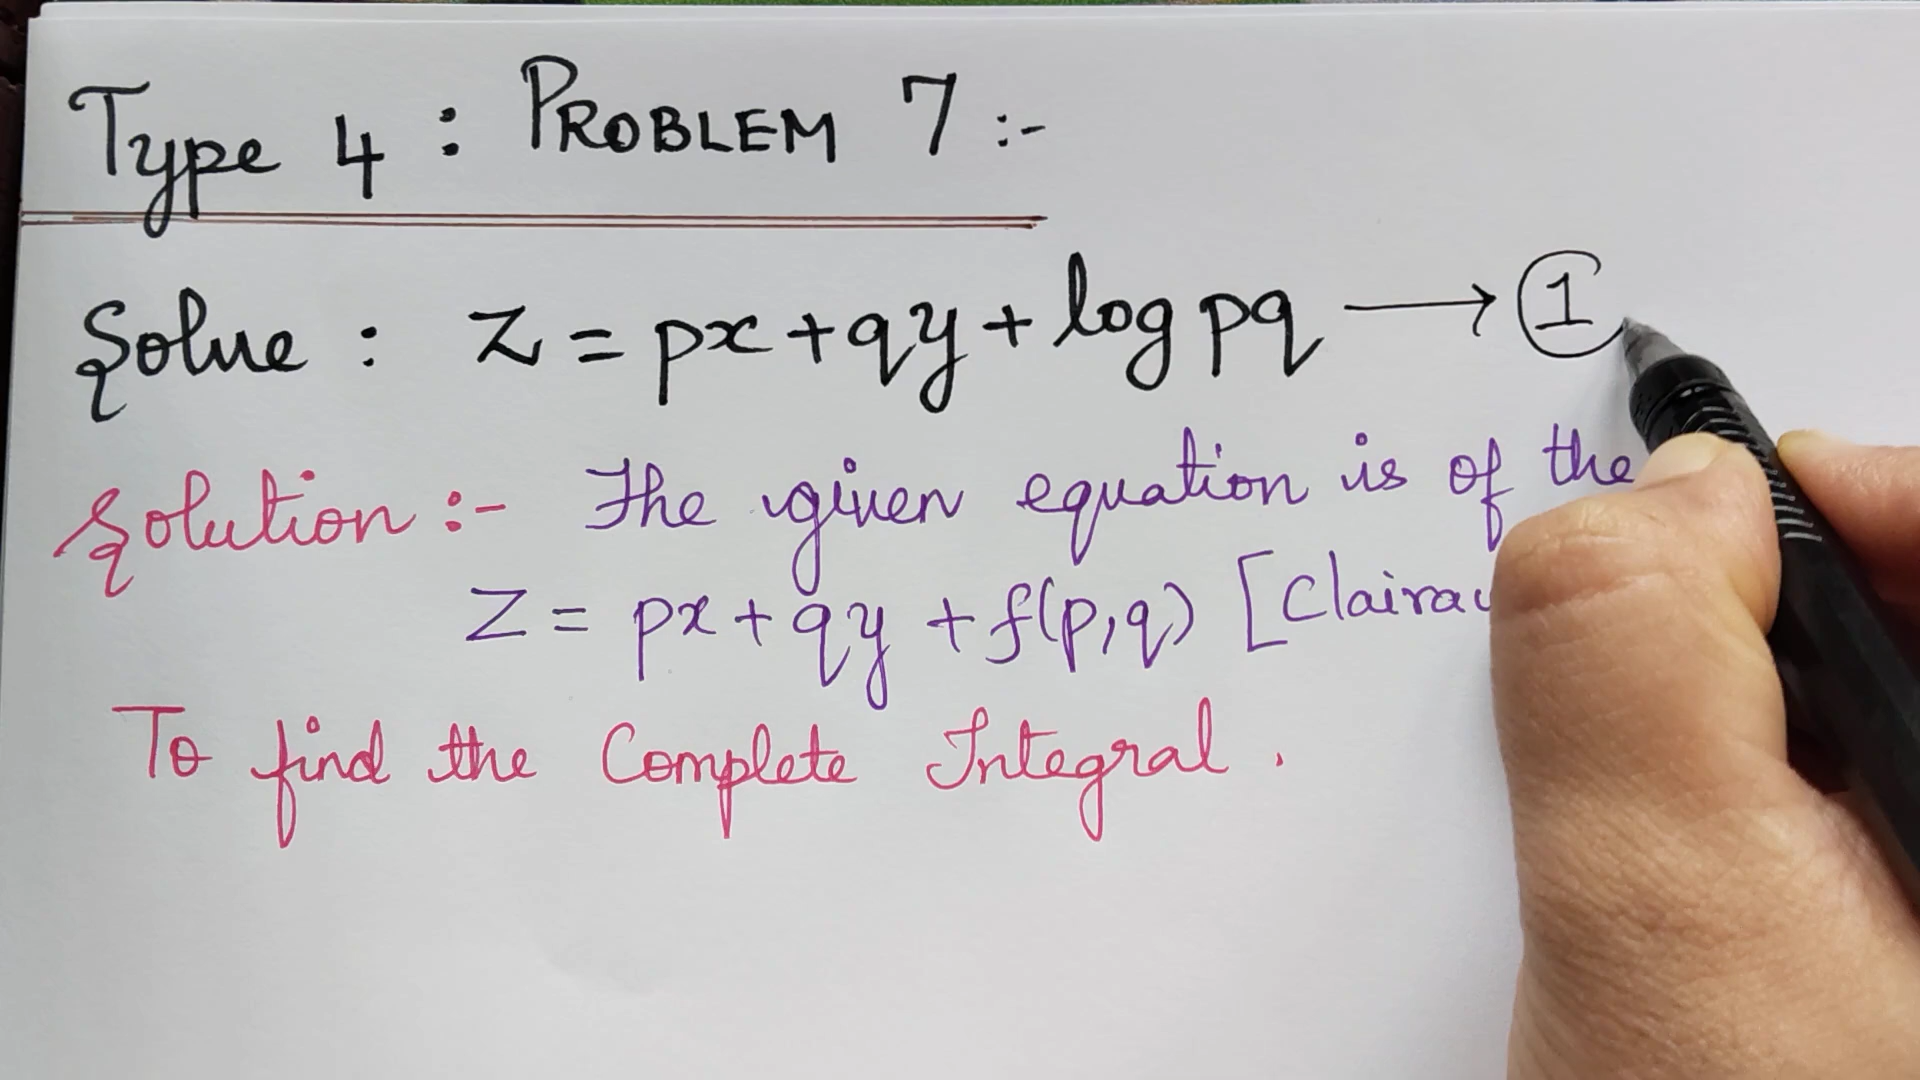 Type 4 : PROBLEM 7 :-
Solve : z = px + qy + log pq → 1
Solution :- The given equation is of the
z = px + qy + f(p,q) [Clairau
To find the Complete Integral .